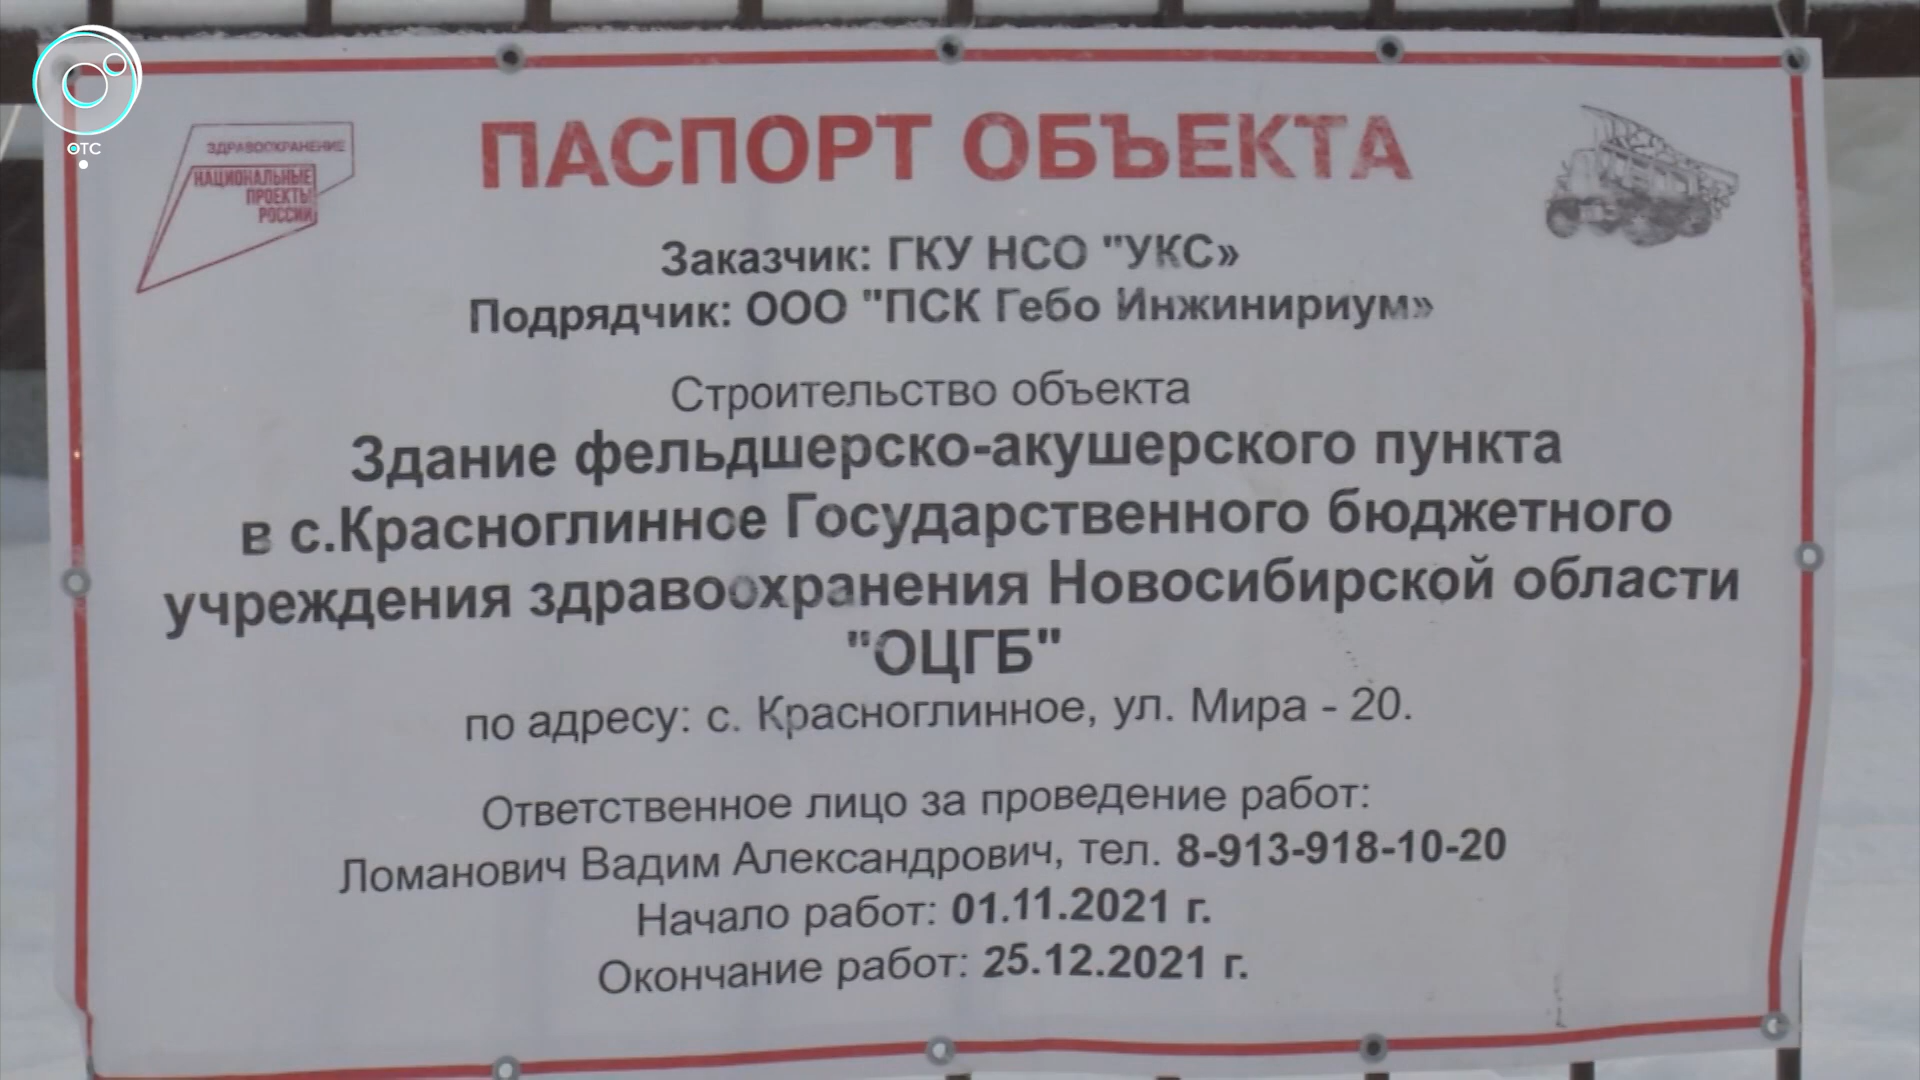 ОТС
ЗДРАВООХРАНЕНИЕ
НАЦИОНАЛЬНЫЕ
ПРОЕКТЫ
РОССИИ
ПАСПОРТ ОБЪЕКТА
Заказчик: ГКУ НСО "УКС»
Подрядчик: ООО "ПСК Гебо Инжинириум»
Строительство объекта
Здание фельдшерско-акушерского пункта
в с.Красноглинное Государственного бюджетного
учреждения здравоохранения Новосибирской области
"ОЦГБ"
по адресу: с. Красноглинное, ул. Мира - 20.
Ответственное лицо за проведение работ:
Ломанович Вадим Александрович, тел. 8-913-918-10-20
Начало работ: 01.11.2021 г.
Окончание работ: 25.12.2021 г.